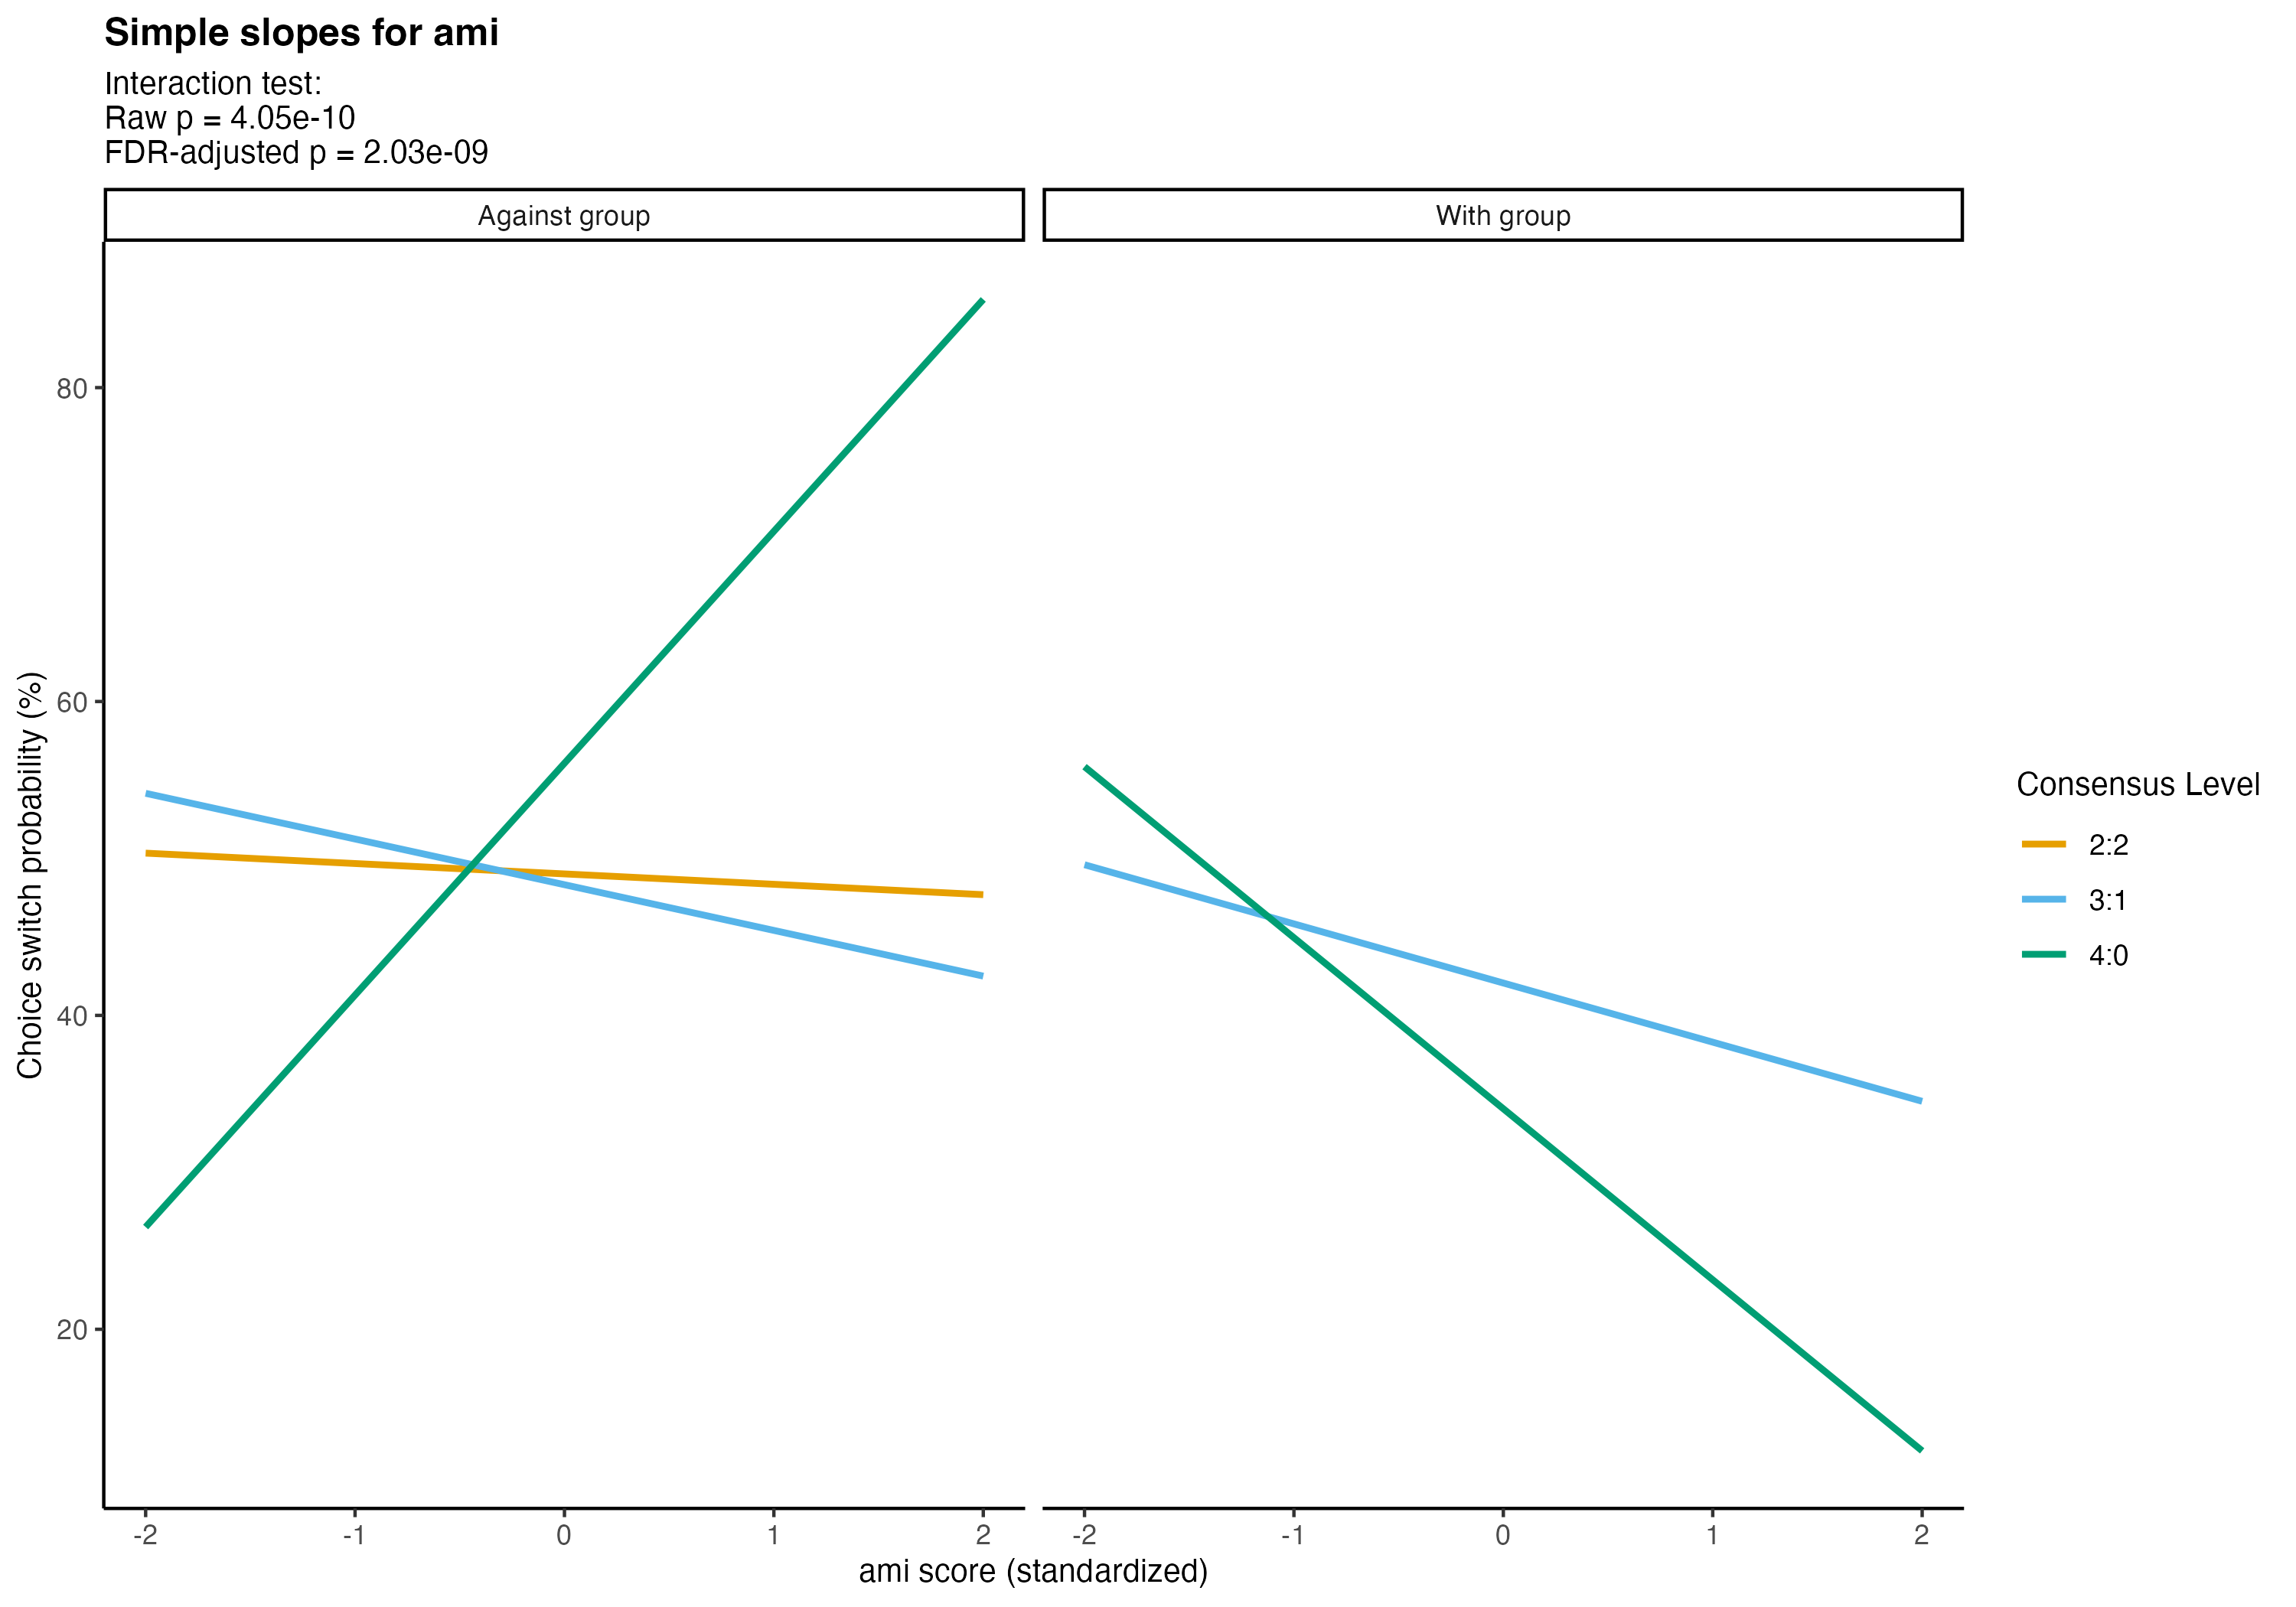 Simple slopes for ami
Interaction test:
Raw p = 4.05e-10
FDR-adjusted p = 2.03e-09
Against group
With group
Choice switch probability (%)
80
60
40
20
-2
-1
0
1
2
-2
-1
0
1
2
ami score (standardized)
Consensus Level
2:2
3:1
4:0